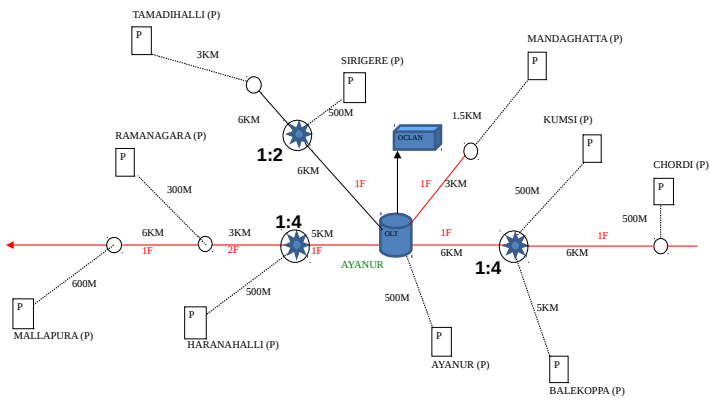 TAMADIHALLI (P)
P
3KM
SIRIGERE (P)
P
6KM
500M
1:2
6KM
1F
MANDAGHATTA (P)
P
1.5KM
OCLAN
1F
3KM
KUMSI (P)
P
500M
CHORDI (P)
P
500M
RAMANAGARA (P)
P
300M
6KM
1F
3KM
2F
1:4
5KM
1F
OLT
AYANUR
1F
6KM
1:4
1F
6KM
600M
P
MALLAPURA (P)
500M
P
HARANAHALLI (P)
500M
P
AYANUR (P)
5KM
P
BALEKOPPA (P)